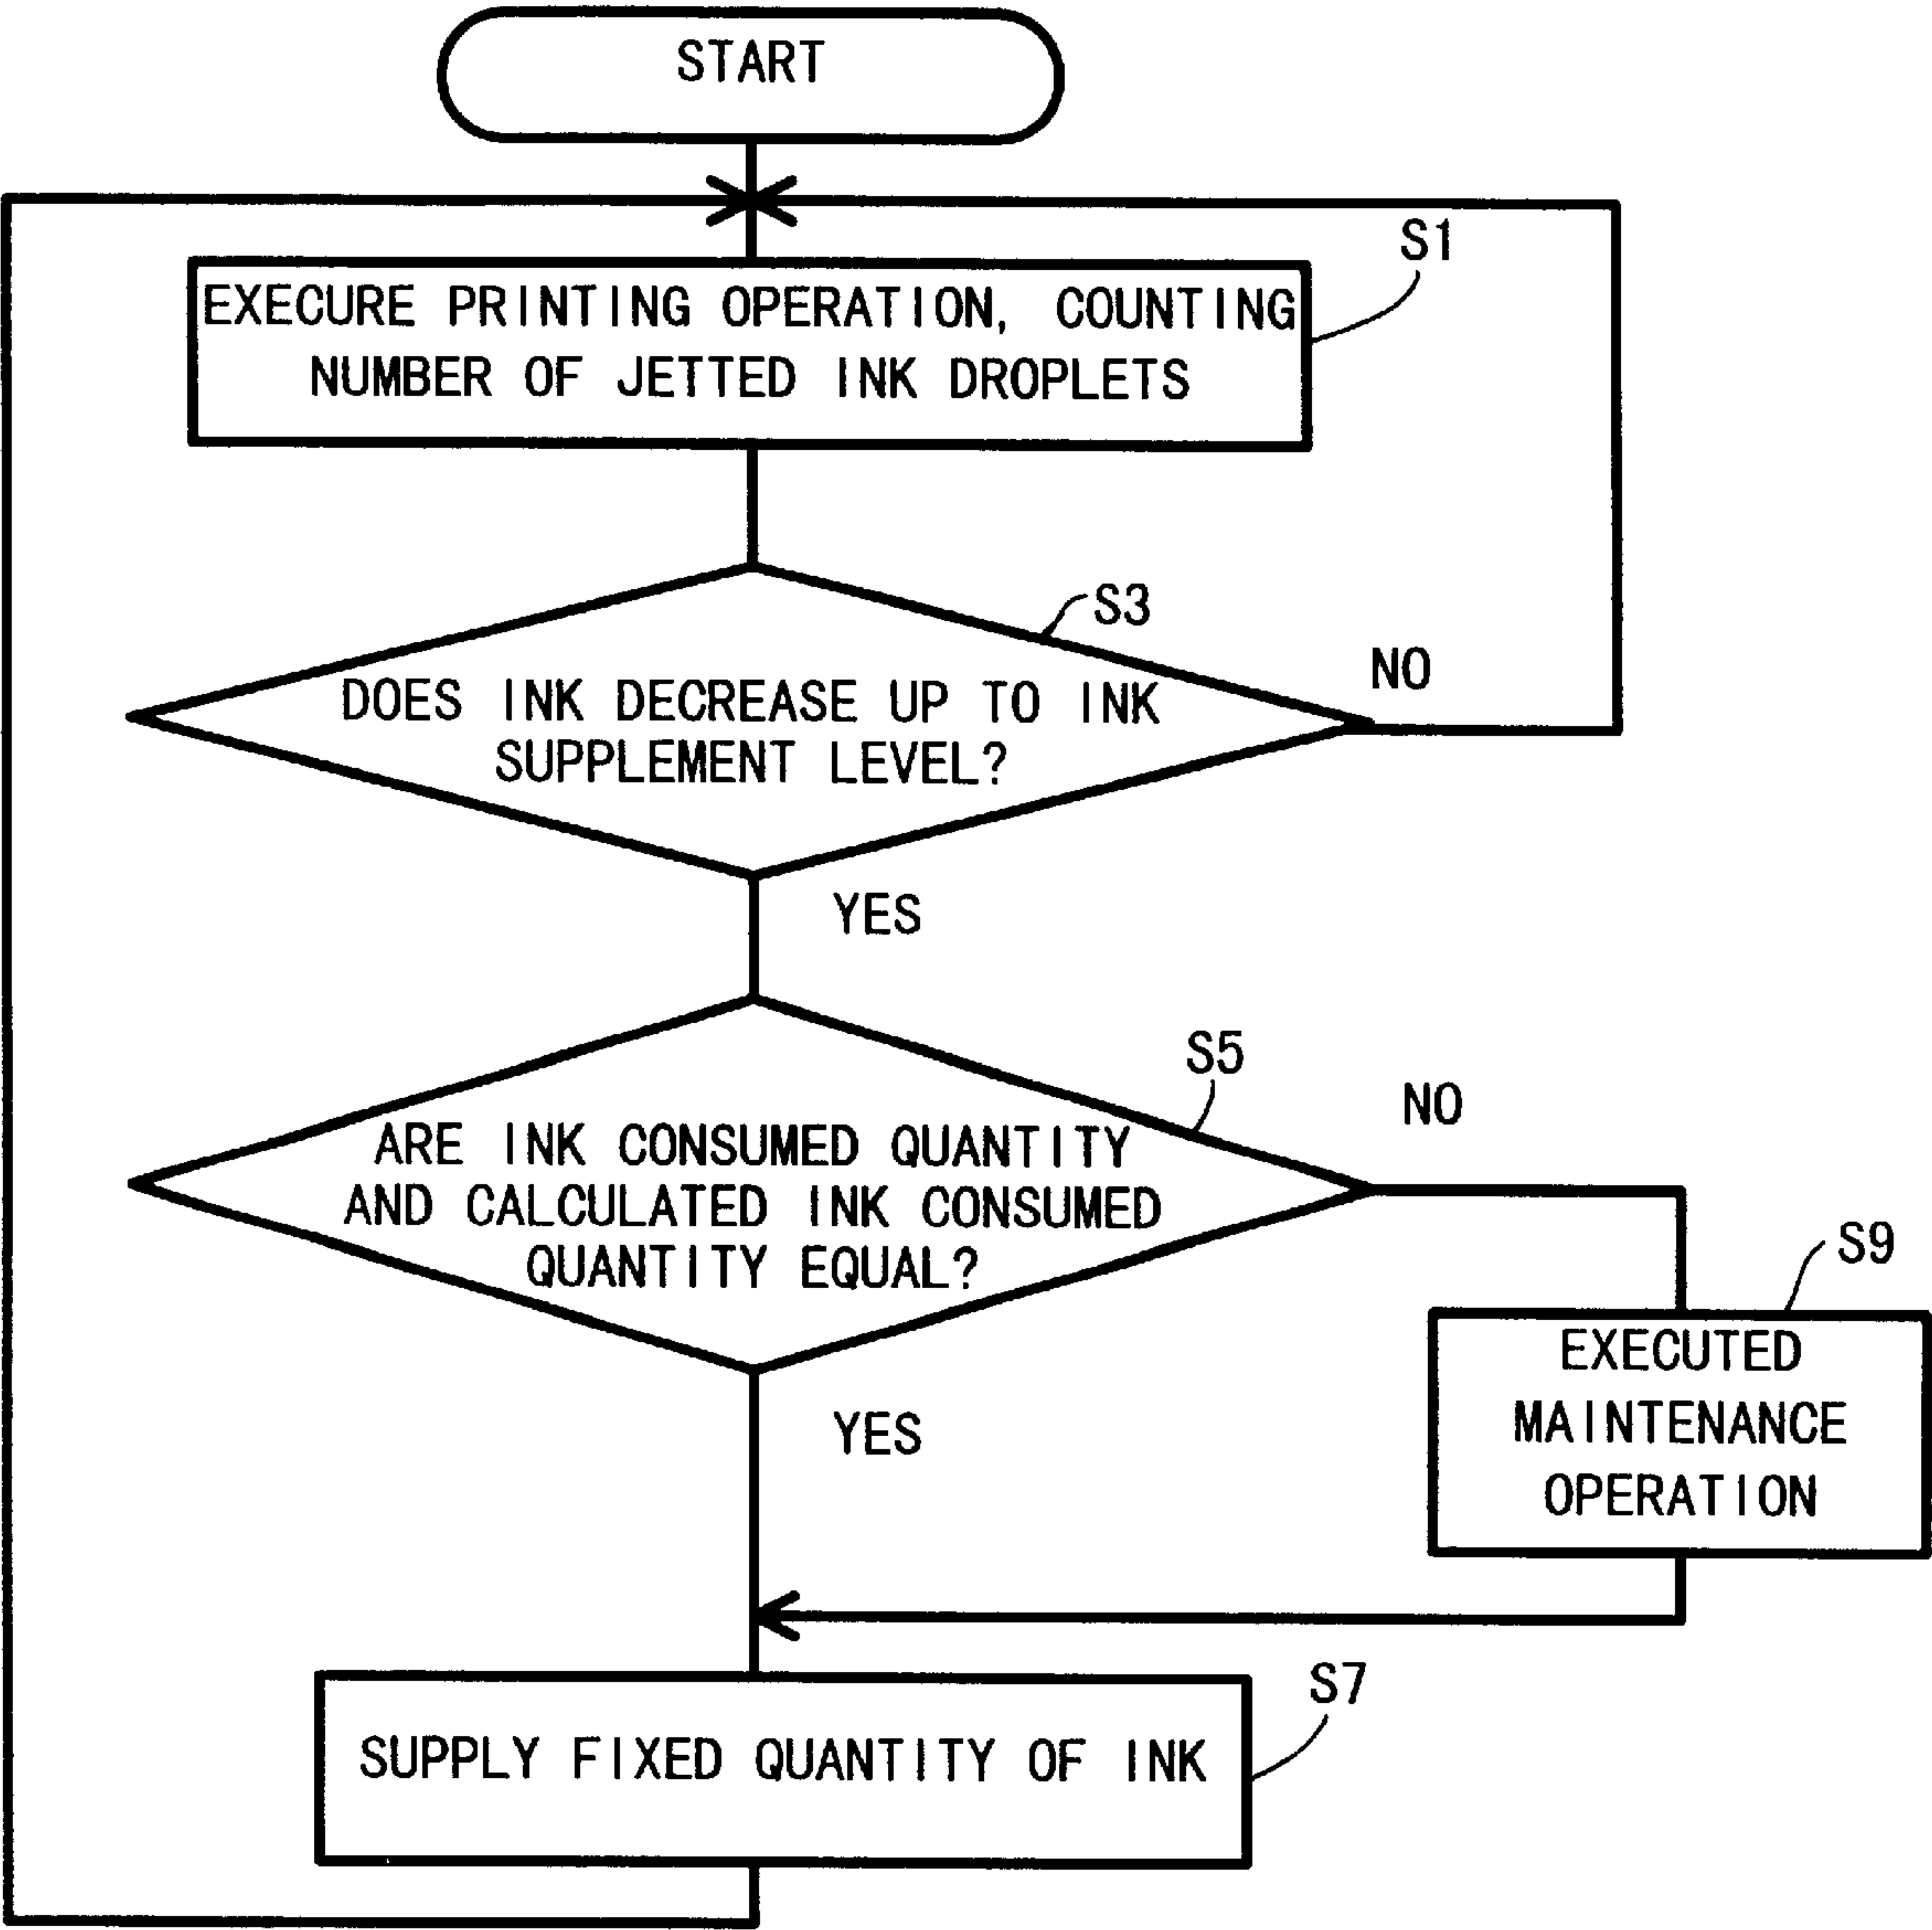 START
S1
EXECURE PRINTING OPERATION, COUNTING
NUMBER OF JETTED INK DROPLETS
S3
NO
DOES INK DECREASE UP TO INK
SUPPLEMENT LEVEL?
YES
S5
NO
ARE INK CONSUMED QUANTITY
AND CALCULATED INK CONSUMED
QUANTITY EQUAL?
S9
EXECUTED
MAINTENANCE
OPERATION
YES
S7
SUPPLY FIXED QUANTITY OF INK